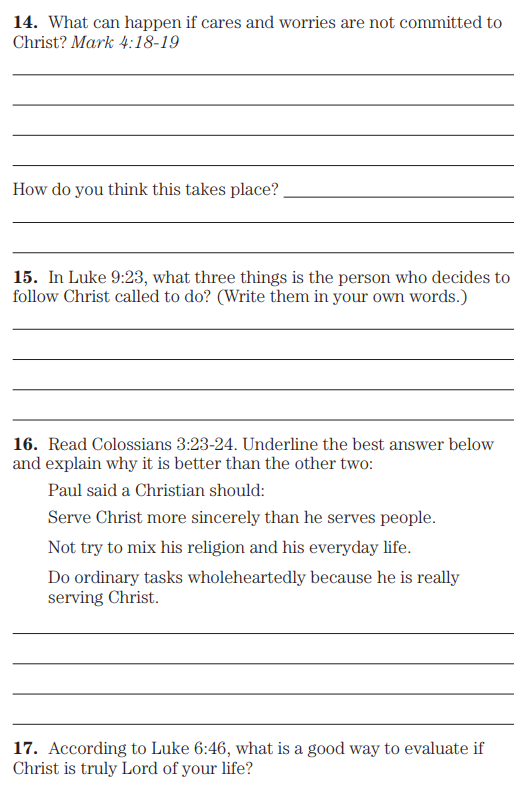 14. What can happen if cares and worries are not committed to
Christ? Mark 4:18-19
How do you think this takes place?
15. In Luke 9:23, what three things is the person who decides to
follow Christ called to do? (Write them in your own words.)
16. Read Colossians 3:23-24. Underline the best answer below
and explain why it is better than the other two:
Paul said a Christian should:
Serve Christ more sincerely than he serves people.
Not try to mix his religion and his everyday life.
Do ordinary tasks wholeheartedly because he is really
serving Christ.
17. According to Luke 6:46, what is a good way to evaluate if
Christ is truly Lord of your life?